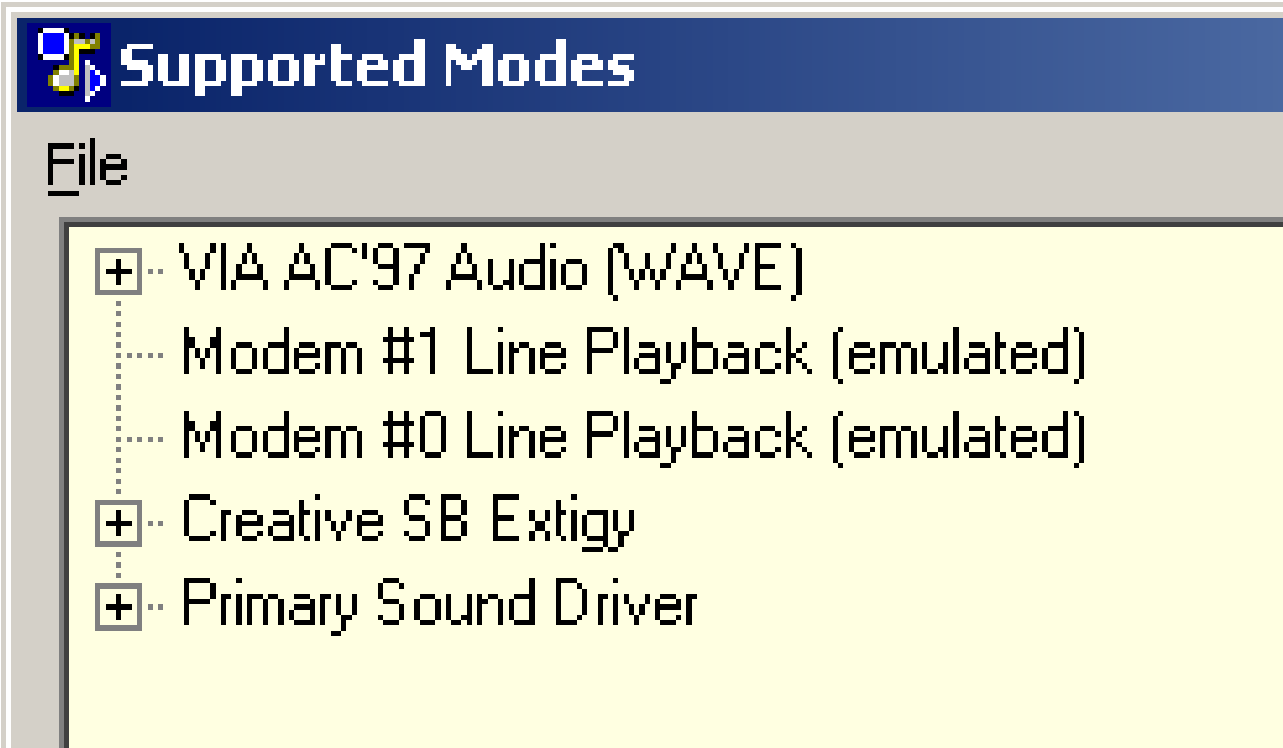 Supported Modes
File
VIA AC'97 Audio (WAVE)
Modem #1 Line Playback (emulated)
Modem #0 Line Playback (emulated)
Creative SB Extigy
Primary Sound Driver